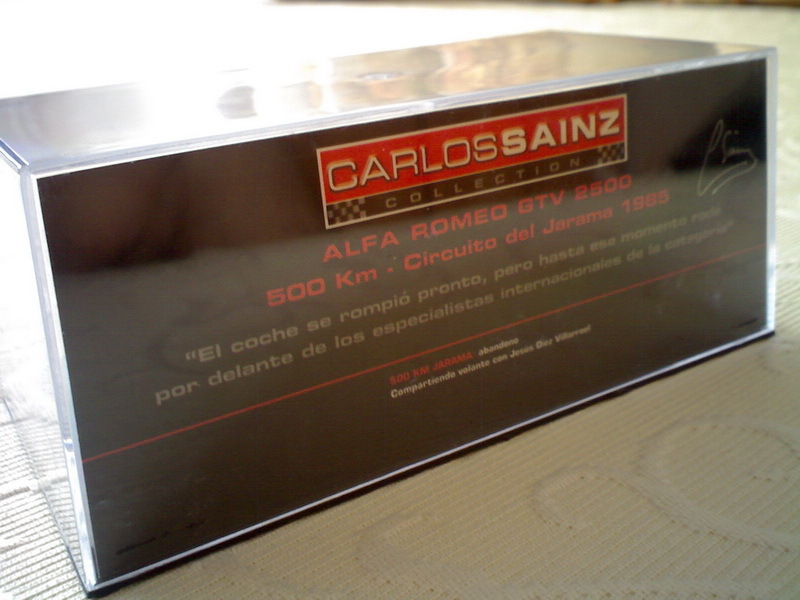 CARLOSSAINZ
COLLECTION
ALFA ROMEO GTV 2500
500 Km - Circuito del Jarama 1985
"El coche se rompió pronto, pero hasta ese momento rodé
por delante de los especialistas internacionales de la categoría"
500 KM JARAMA abandono
Compartiendo volante con Jesús Díez Villarroel